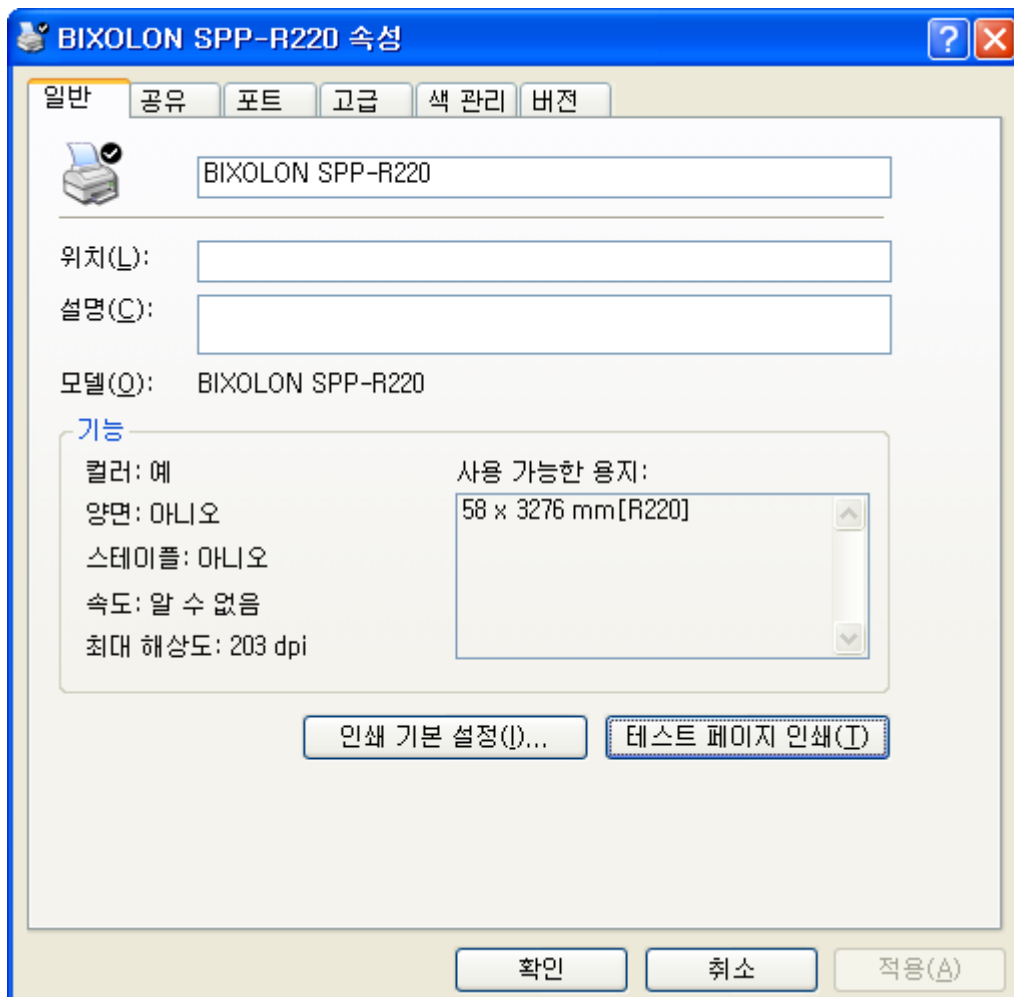 BIXOLON SPP-R220 속성
일반 공유 포트 고급 색 관리 버전
BIXOLON SPP-R220
위치(L):
설명(C):
모델(O): BIXOLON SPP-R220
기능
컬러: 예
양면: 아니오
스테이플: 아니오
속도: 알 수 없음
최대 해상도: 203 dpi
사용 가능한 용지:
58 x 3276 mm[R220]
인쇄 기본 설정(I)... 테스트 페이지 인쇄(T)
확인 취소 적용(A)